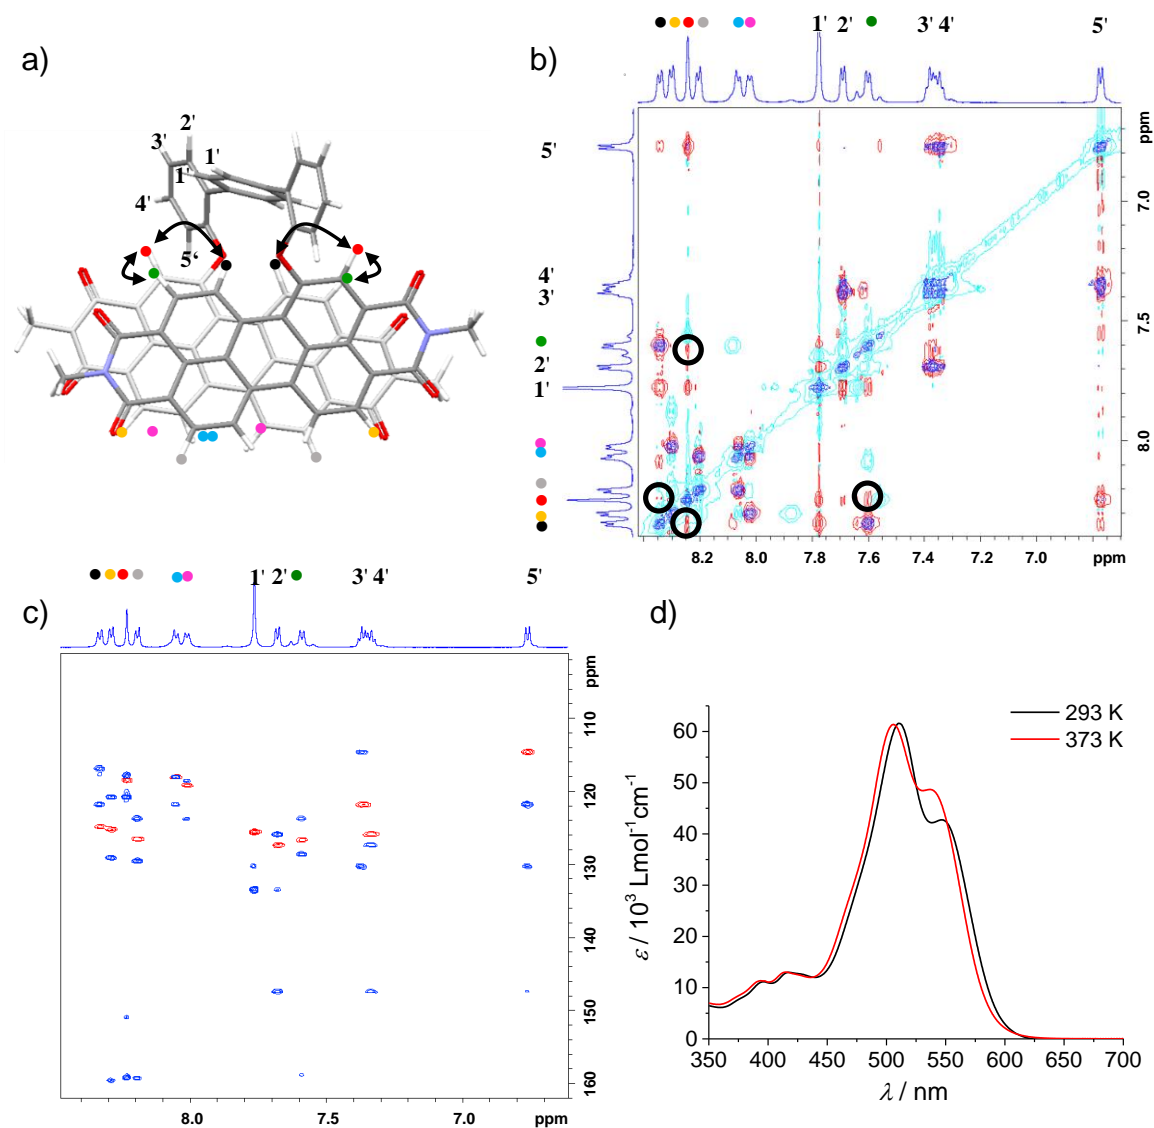 a)
2'
3'
1'
1'
4'
5'
b)
1' 2' 3' 4' 5'
5'
4'
3'
2'
1'
ppm
7.0
7.5
8.0
8.2 8.0 7.8 7.6 7.4 7.2 7.0 ppm
c)
1' 2' 3' 4' 5'
ppm
110
120
130
140
150
160
8.0 7.5 7.0 ppm
d)
293 K
373 K
60
50
40
30
20
10
0
ε / 10³ Lmol⁻¹cm⁻¹
350 400 450 500 550 600 650 700
λ / nm